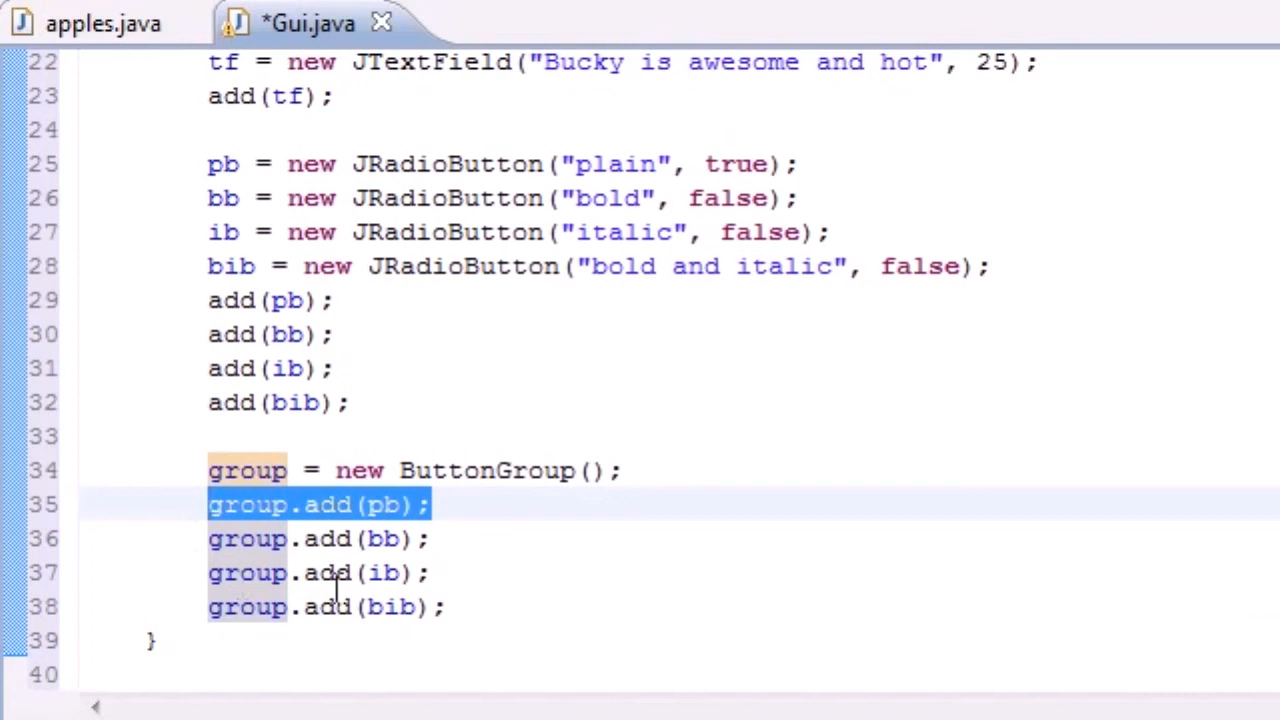 apples.java *Gui.java
22 tf = new JTextField("Bucky is awesome and hot", 25);
23 add(tf);
24
25 pb = new JRadioButton("plain", true);
26 bb = new JRadioButton("bold", false);
27 ib = new JRadioButton("italic", false);
28 bib = new JRadioButton("bold and italic", false);
29 add(pb);
30 add(bb);
31 add(ib);
32 add(bib);
33
34 group = new ButtonGroup();
35 group.add(pb);
36 group.add(bb);
37 group.add(ib);
38 group.add(bib);
39 }
40